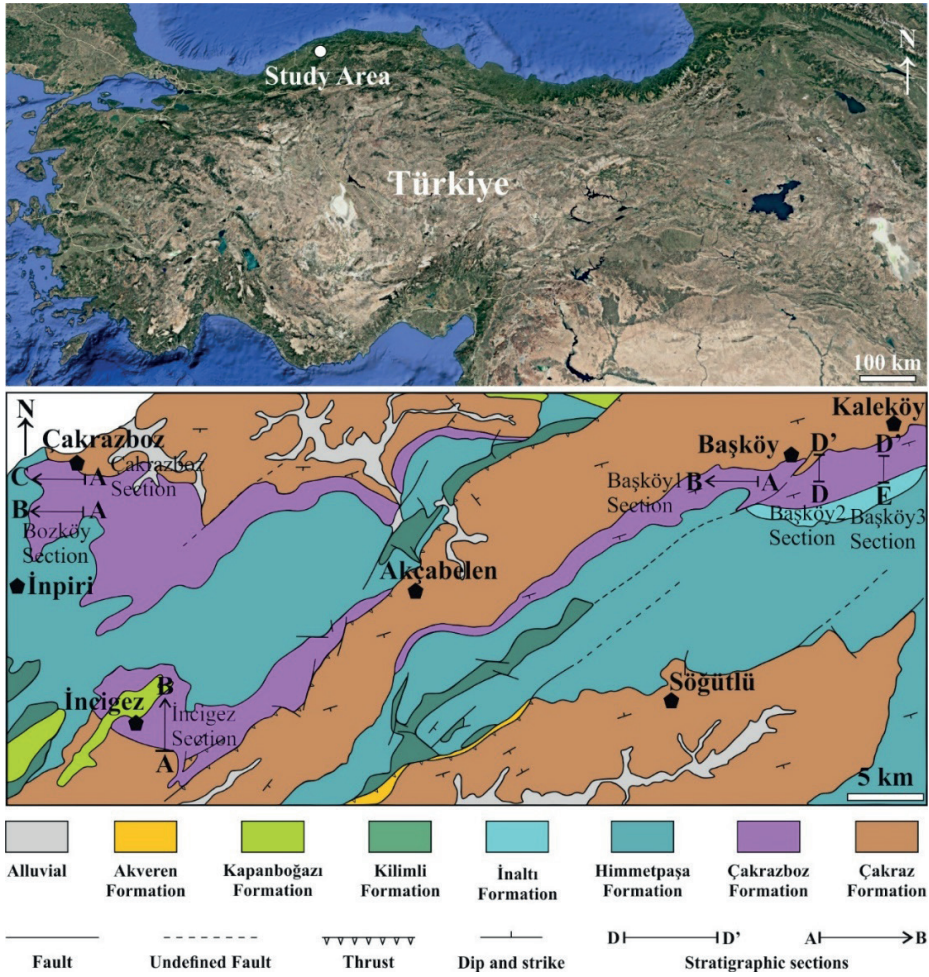 N
Study Area
Türkiye
100 km
N
Cakrazboz
C
A
Cakrazboz
Section
B
A
Bozköy
Section
İnpiri
Akçabelen
Kaleköy
Başköy
D’
D’
Başköy1
Section
B
A
D
E
Başköy2
Section
Başköy3
Section
İncigez
B
İncigez
Section
A
Söğütlü
5 km
Alluvial
Akveren
Formation
Kapanboğazı
Formation
Kilimli
Formation
İnaltı
Formation
Himmetpaşa
Formation
Çakrazboz
Formation
Çakraz
Formation
Fault
Undefined Fault
Thrust
Dip and strike
D
D’
A
B
Stratigraphic sections